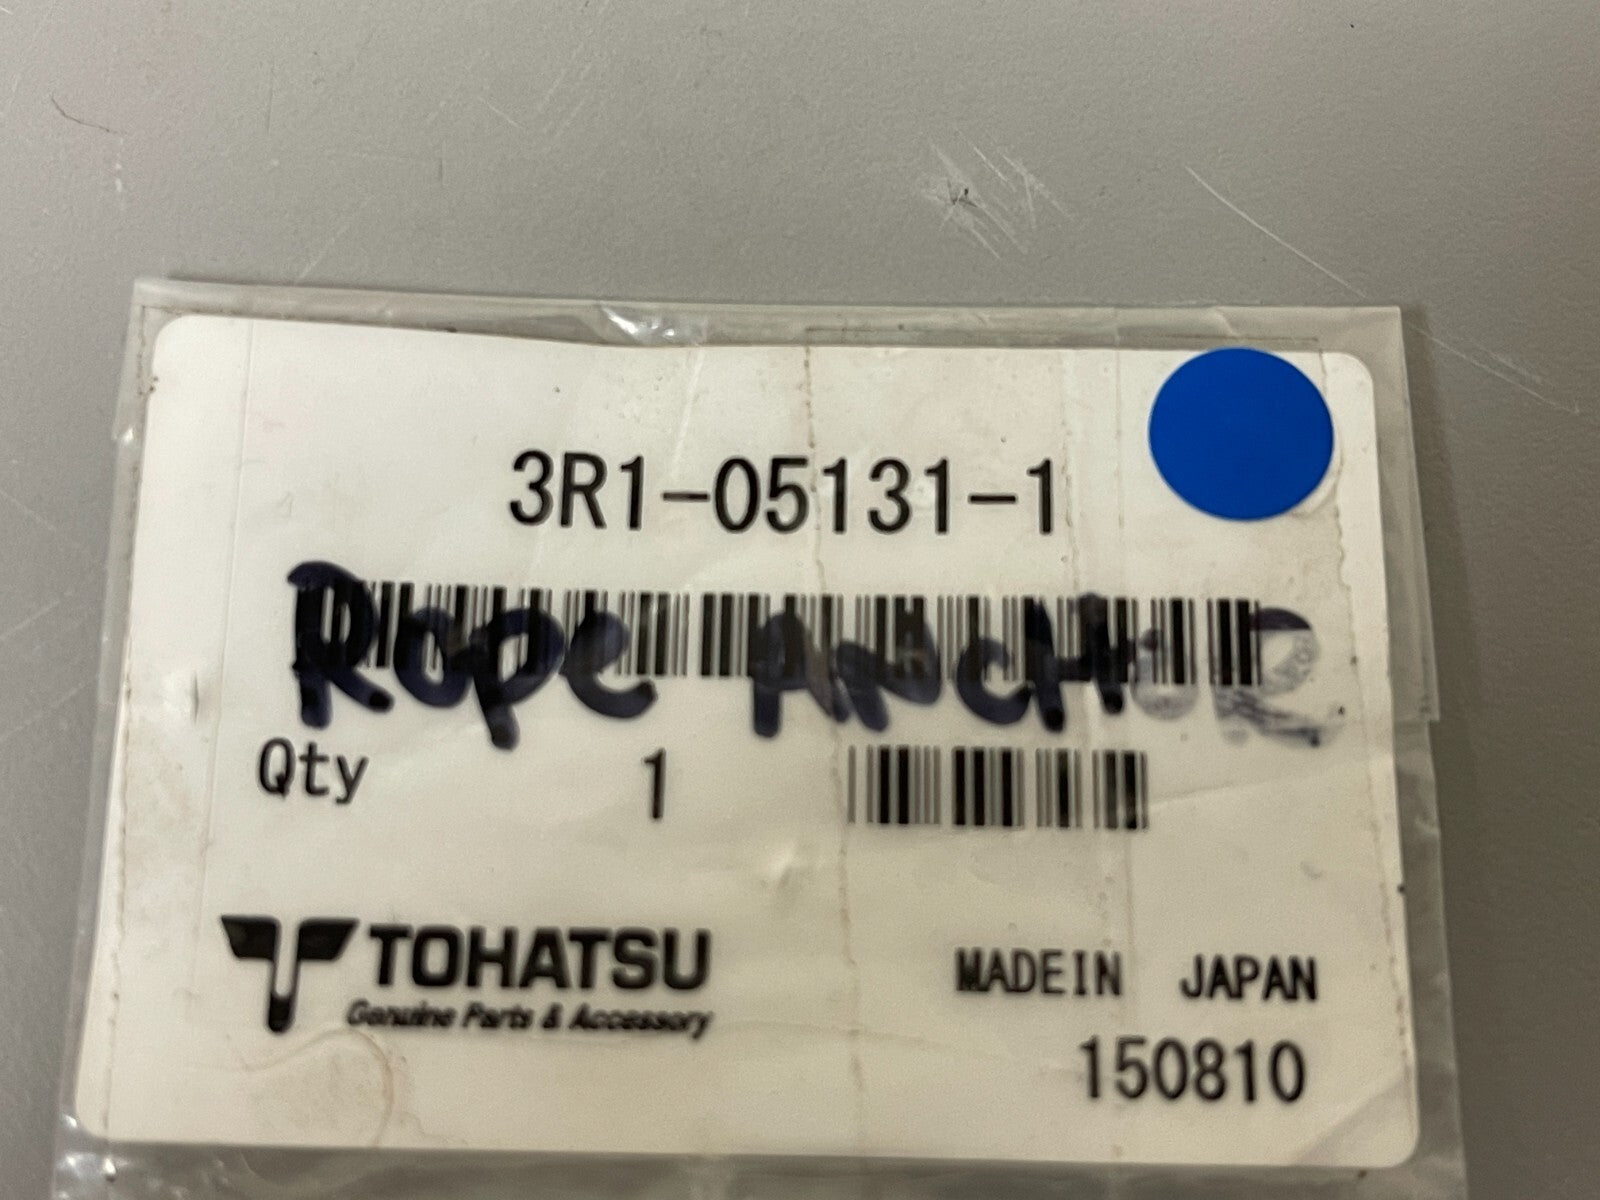 3R1-05131-1
ROPE ANCHOR
Qty 1
TOHATSU
Genuine Parts & Accessory
MADEIN JAPAN
150810